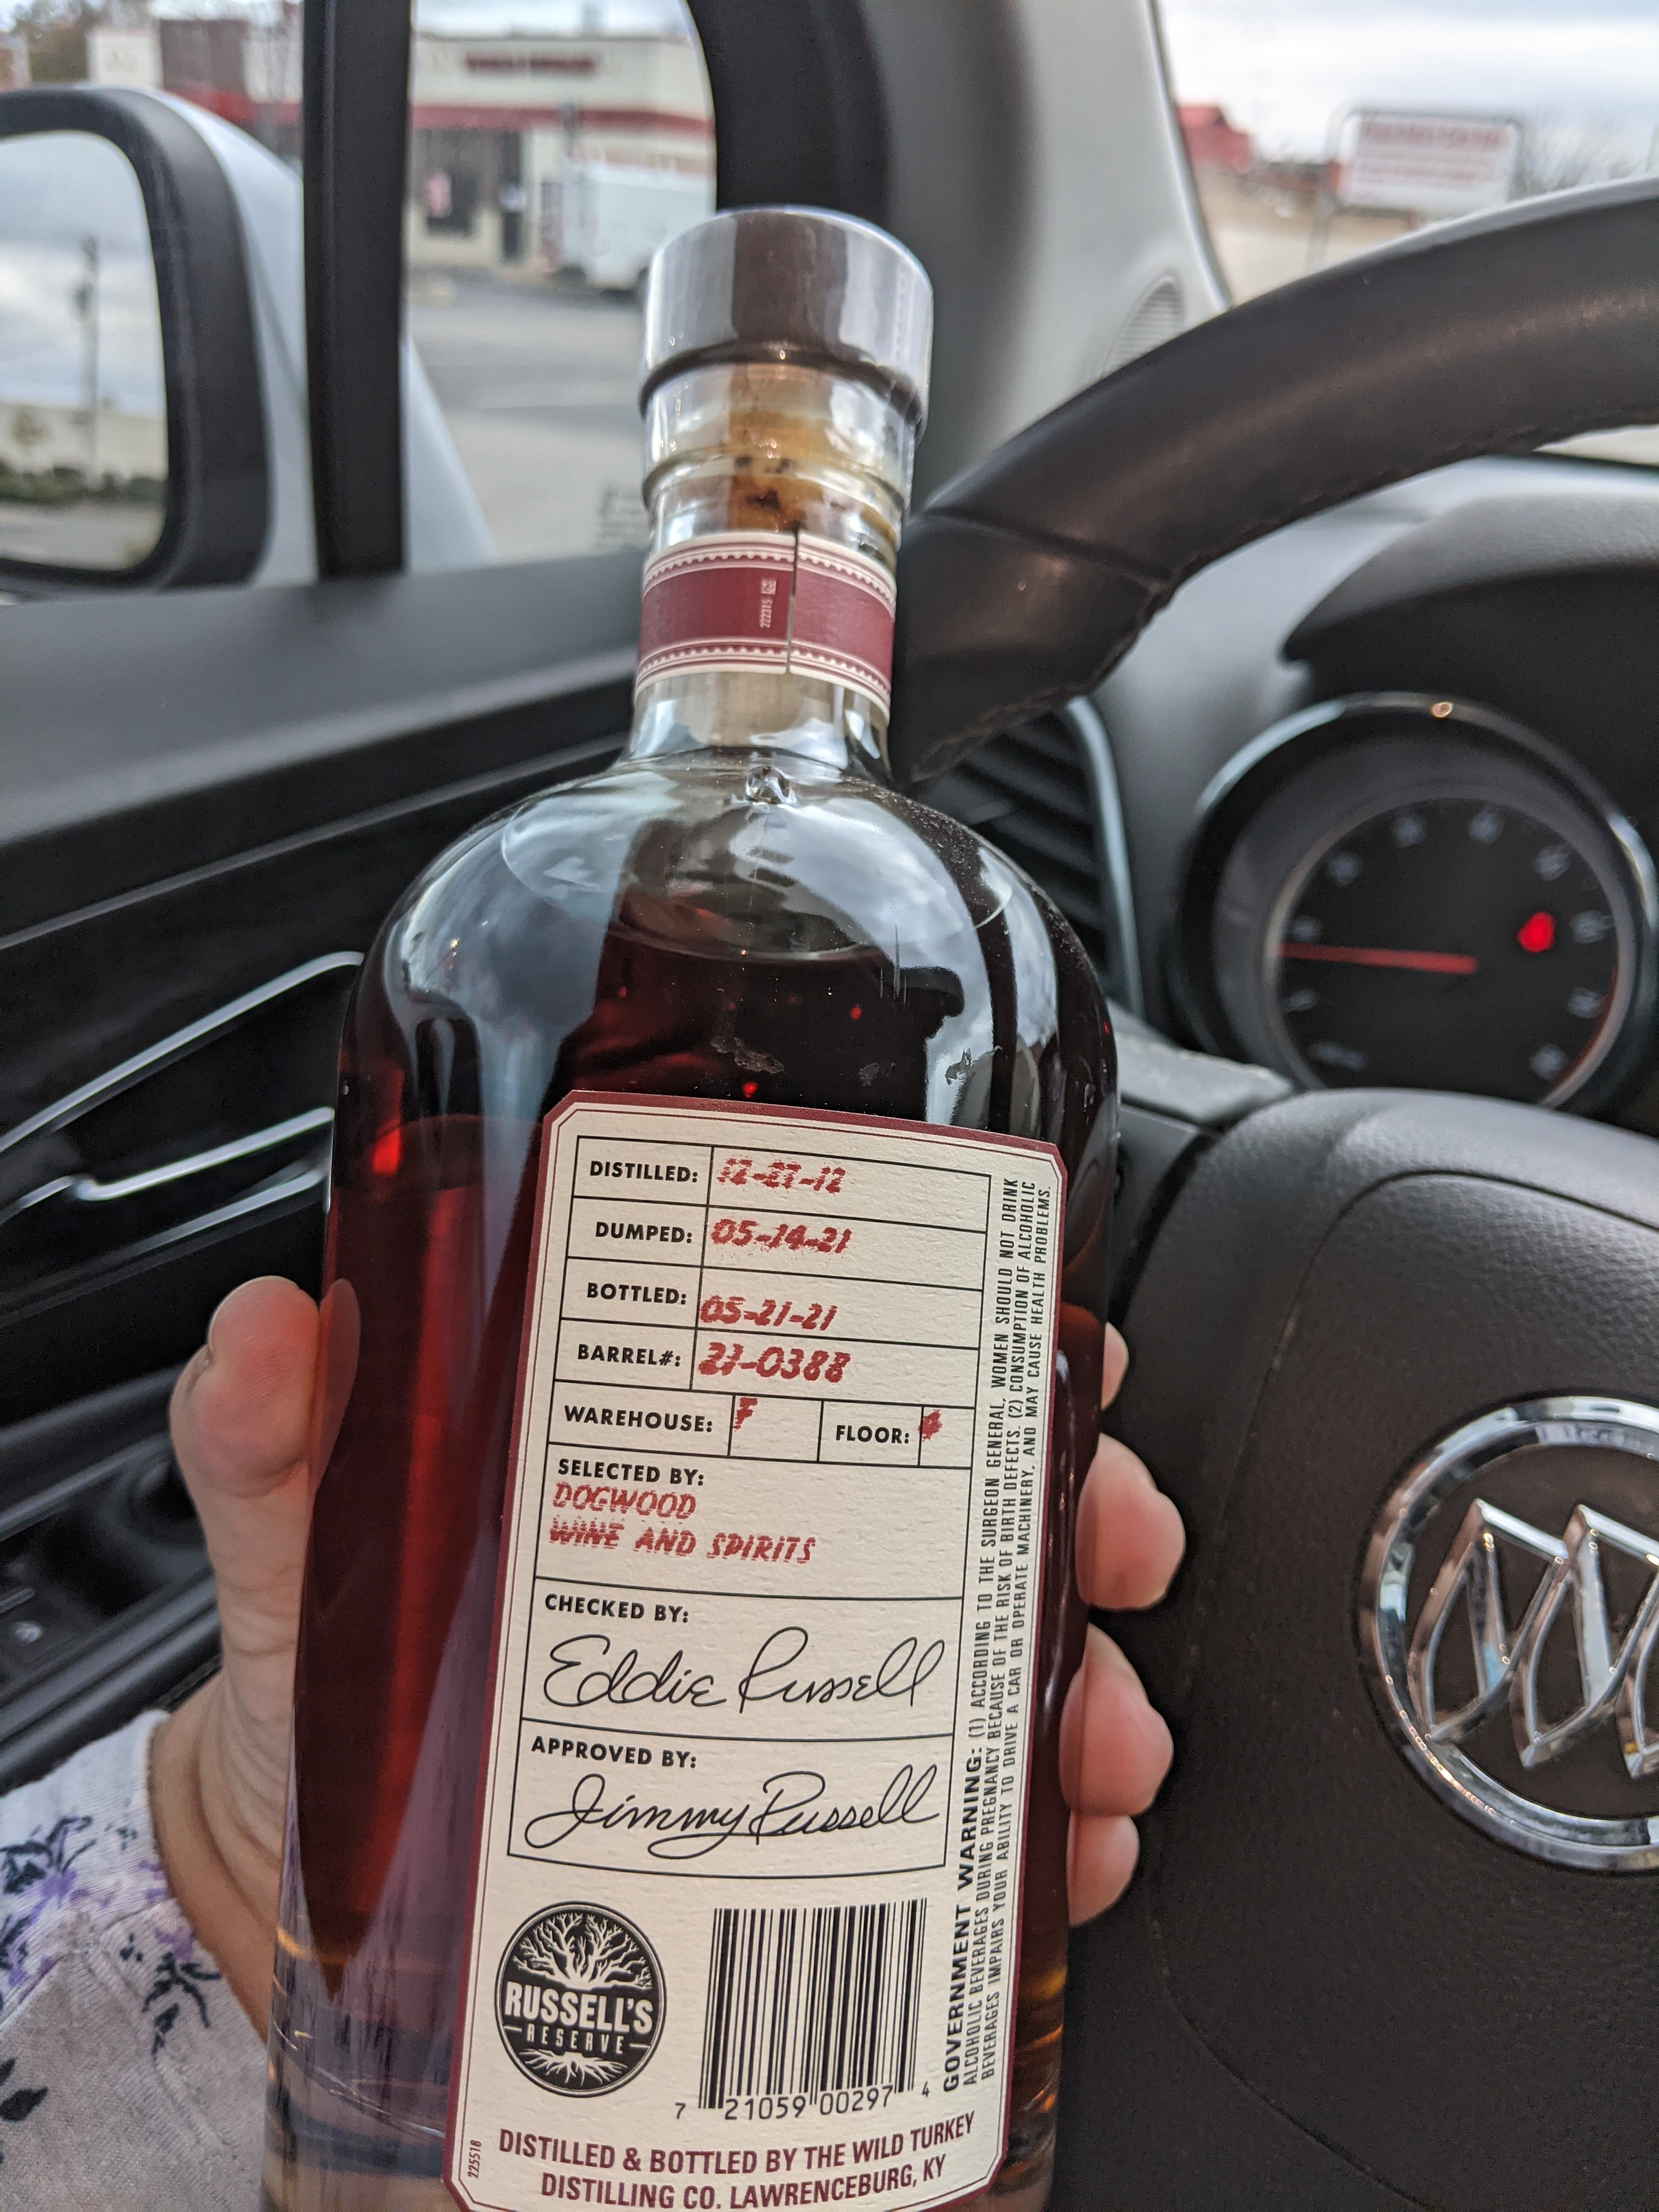 DISTILLED: 12-27-12
DUMPED: 05-14-21
BOTTLED: 05-21-21
BARREL#: 21-0388
WAREHOUSE: F FLOOR:
SELECTED BY:
DOGWOOD
WINE AND SPIRITS
CHECKED BY:
Eddie Russell
APPROVED BY:
Jimmy Russell
RUSSELL'S
RESERVE
7 21059 00297 4
DISTILLED & BOTTLED BY THE WILD TURKEY
DISTILLING CO. LAWRENCEBURG, KY
225518
GOVERNMENT WARNING: (1) ACCORDING TO THE SURGEON GENERAL, WOMEN SHOULD NOT DRINK
ALCOHOLIC BEVERAGES DURING PREGNANCY BECAUSE OF THE RISK OF BIRTH DEFECTS. (2) CONSUMPTION OF ALCOHOLIC
BEVERAGES IMPAIRS YOUR ABILITY TO DRIVE A CAR OR OPERATE MACHINERY, AND MAY CAUSE HEALTH PROBLEMS.